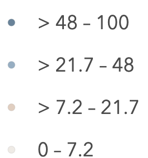 > 48 – 100
> 21.7 – 48
> 7.2 – 21.7
0 – 7.2